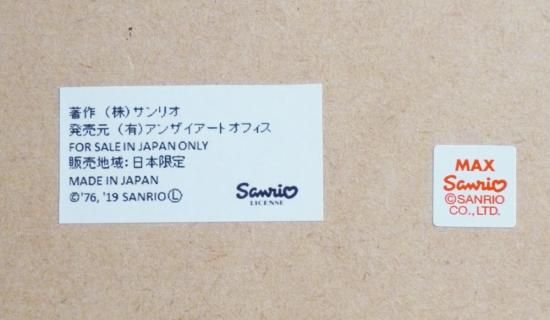 著作 （株）サンリオ
発売元 （有）アンザイアートオフィス
FOR SALE IN JAPAN ONLY
販売地域：日本限定
MADE IN JAPAN
©'76, '19 SANRIO Ⓛ
Sanrio
LICENSE
MAX
Sanrio
©SANRIO
CO., LTD.